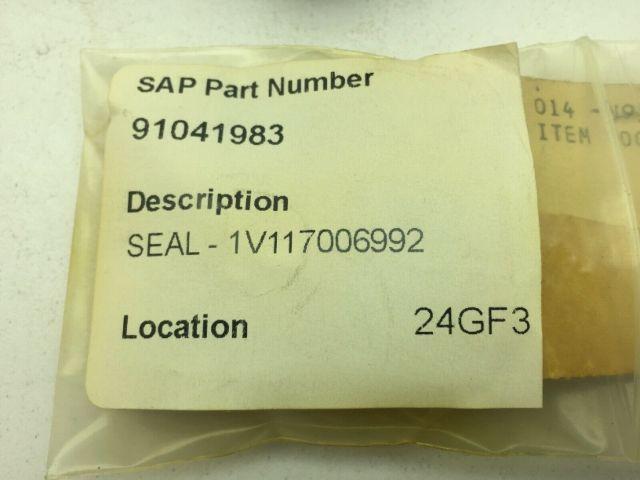 SAP Part Number
91041983
Description
SEAL - 1V117006992
Location 24GF3
014 -
ITEM